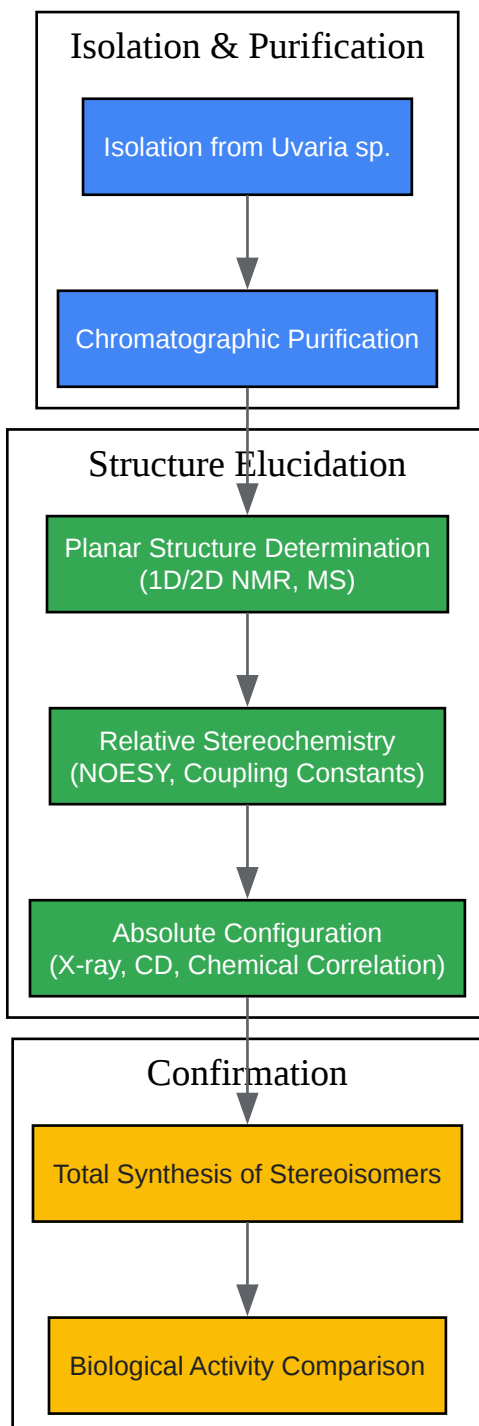 Isolation & Purification
Isolation from Uvaria sp.
Chromatographic Purification
Structure Elucidation
Planar Structure Determination
(1D/2D NMR, MS)
Relative Stereochemistry
(NOESY, Coupling Constants)
Absolute Configuration
(X-ray, CD, Chemical Correlation)
Confirmation
Total Synthesis of Stereoisomers
Biological Activity Comparison